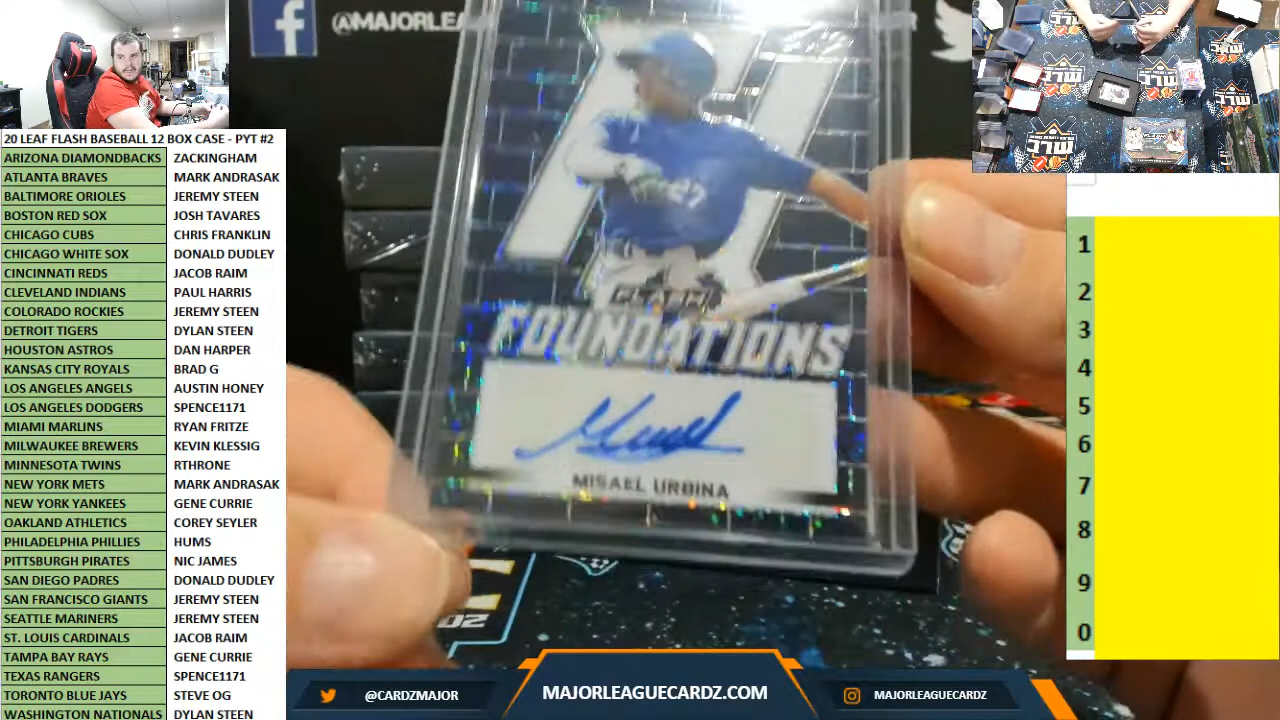 @MAJORLEA
20 LEAF FLASH BASEBALL 12 BOX CASE - PYT #2
ARIZONA DIAMONDBACKS ZACKINGHAM
ATLANTA BRAVES MARK ANDRASAK
BALTIMORE ORIOLES JEREMY STEEN
BOSTON RED SOX JOSH TAVARES
CHICAGO CUBS CHRIS FRANKLIN
CHICAGO WHITE SOX DONALD DUDLEY
CINCINNATI REDS JACOB RAIM
CLEVELAND INDIANS PAUL HARRIS
COLORADO ROCKIES JEREMY STEEN
DETROIT TIGERS DYLAN STEEN
HOUSTON ASTROS DAN HARPER
KANSAS CITY ROYALS BRAD G
LOS ANGELES ANGELS AUSTIN HONEY
LOS ANGELES DODGERS SPENCE1171
MIAMI MARLINS RYAN FRITZE
MILWAUKEE BREWERS KEVIN KLESSIG
MINNESOTA TWINS RTHRONE
NEW YORK METS MARK ANDRASAK
NEW YORK YANKEES GENE CURRIE
OAKLAND ATHLETICS COREY SEYLER
PHILADELPHIA PHILLIES HUMS
PITTSBURGH PIRATES NIC JAMES
SAN DIEGO PADRES DONALD DUDLEY
SAN FRANCISCO GIANTS JEREMY STEEN
SEATTLE MARINERS JEREMY STEEN
ST. LOUIS CARDINALS JACOB RAIM
TAMPA BAY RAYS GENE CURRIE
TEXAS RANGERS SPENCE1171
TORONTO BLUE JAYS STEVE OG
WASHINGTON NATIONALS DYLAN STEEN
27
FOUNDATIONS
MISAEL URBINA
1
2
3
4
5
6
7
8
9
0
@CARDZMAJOR
MAJORLEAGUECARDZ.COM
MAJORLEAGUECARDZ